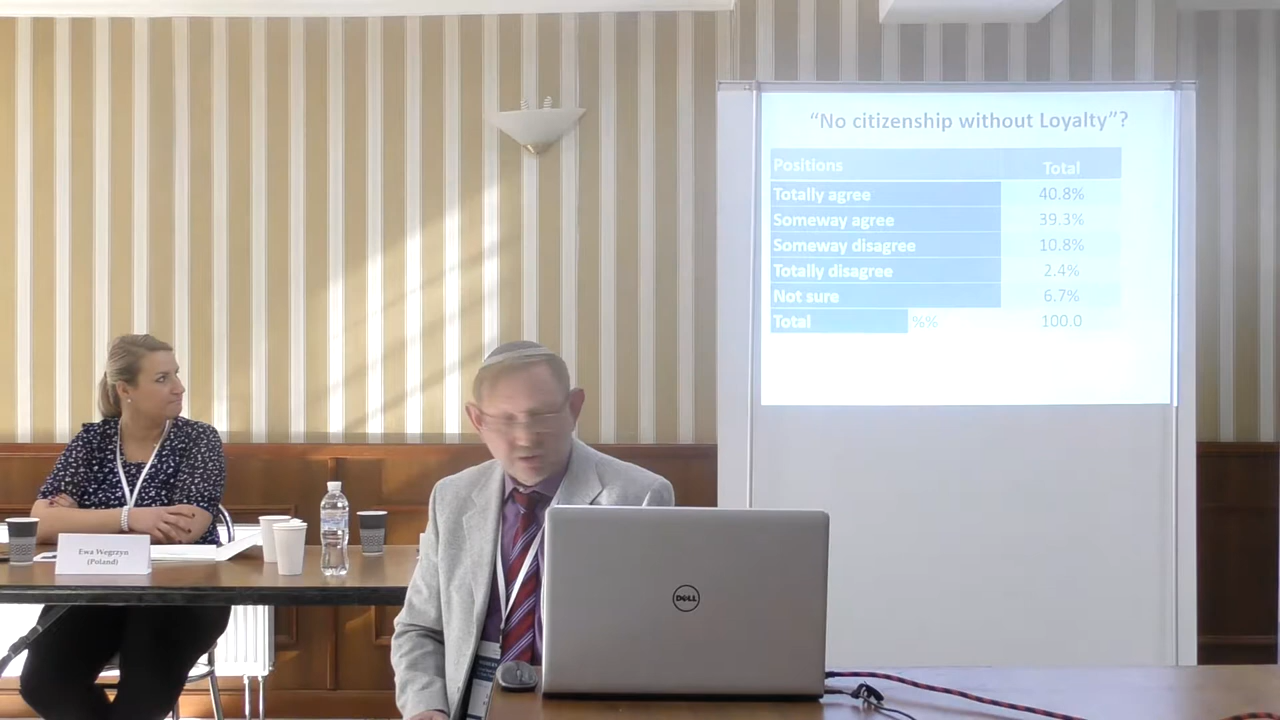 “No citizenship without Loyalty”?
Positions Total
Totally agree 40.8%
Someway agree 39.3%
Someway disagree 10.8%
Totally disagree 2.4%
Not sure 6.7%
Total %% 100.0
Ewa Węgrzyn
(Poland)
DELL